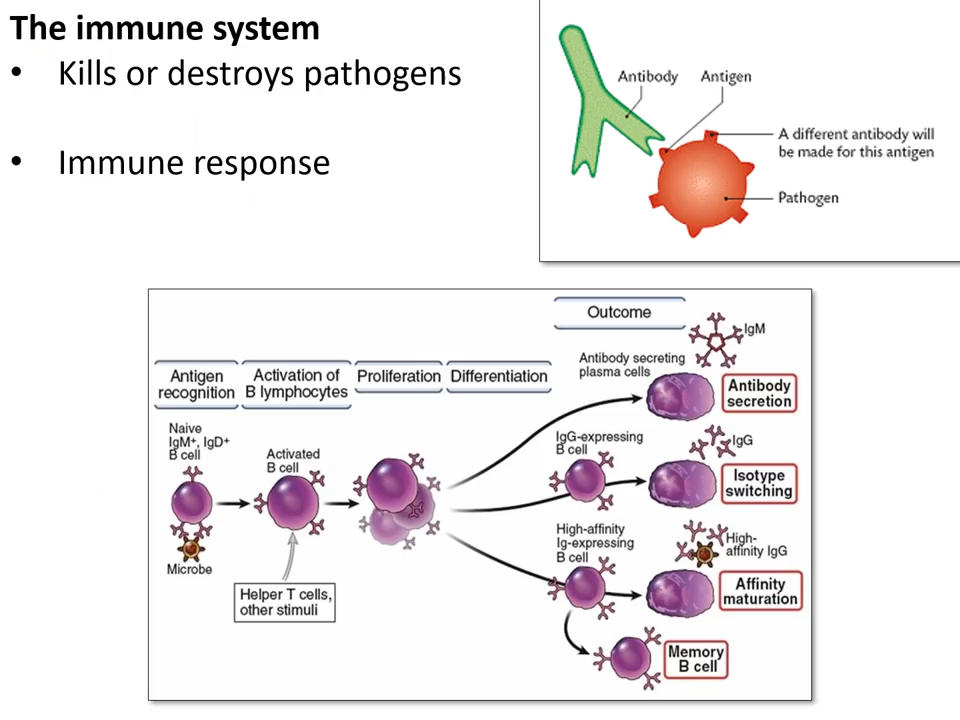 The immune system
• Kills or destroys pathogens
• Immune response
Antibody
Antigen
A different antibody will
be made for this antigen
Pathogen
Outcome
Antigen
recognition
Activation of
B lymphocytes
Proliferation
Differentiation
Naive
IgM+, IgD+
B cell
Microbe
Activated
B cell
Helper T cells,
other stimuli
Antibody secreting
plasma cells
IgM
Antibody
secretion
IgG-expressing
B cell
IgG
Isotype
switching
High-affinity
Ig-expressing
B cell
High-
affinity IgG
Affinity
maturation
Memory
B cell